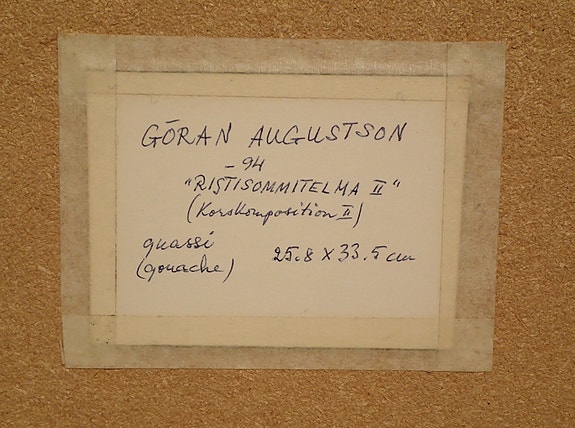 GÖRAN AUGUSTSON
-94
"RISTISOMMITELMA II"
(Korskomposition II)
guassi
(gouache) 25.8 X 33.5 cm